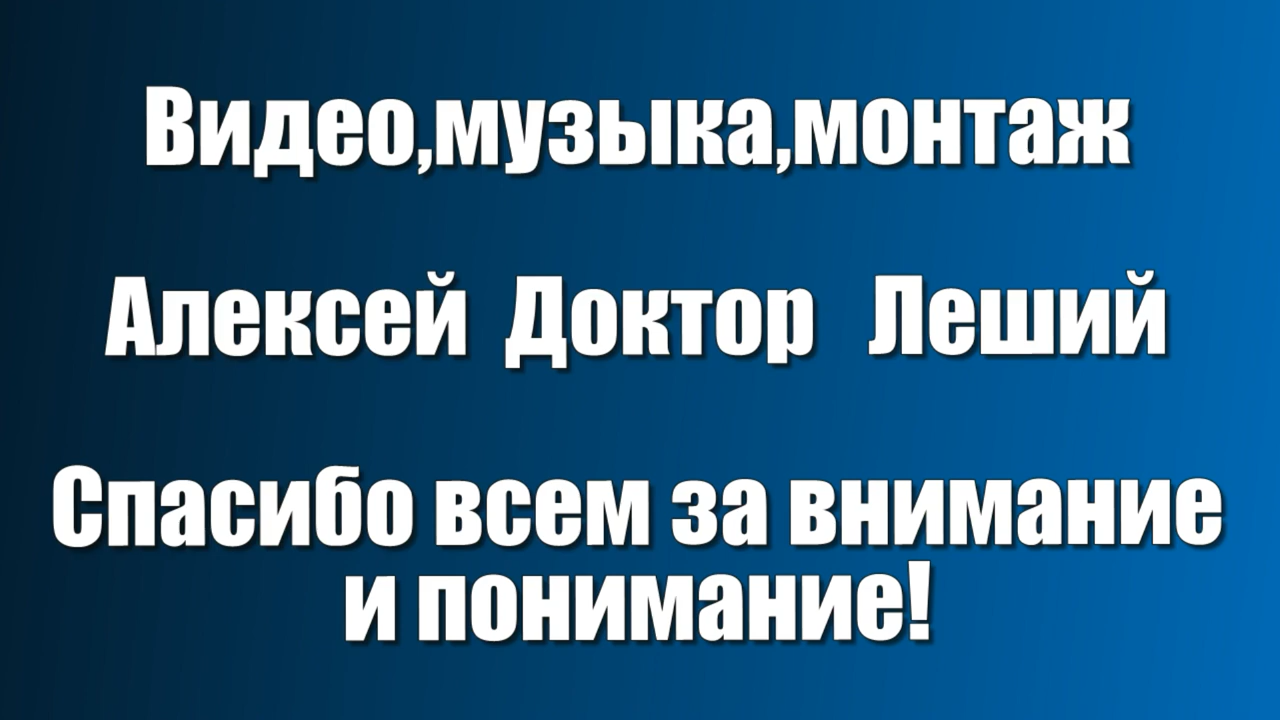 Видео,музыка,монтаж
Алексей Доктор Леший
Спасибо всем за внимание
и понимание!